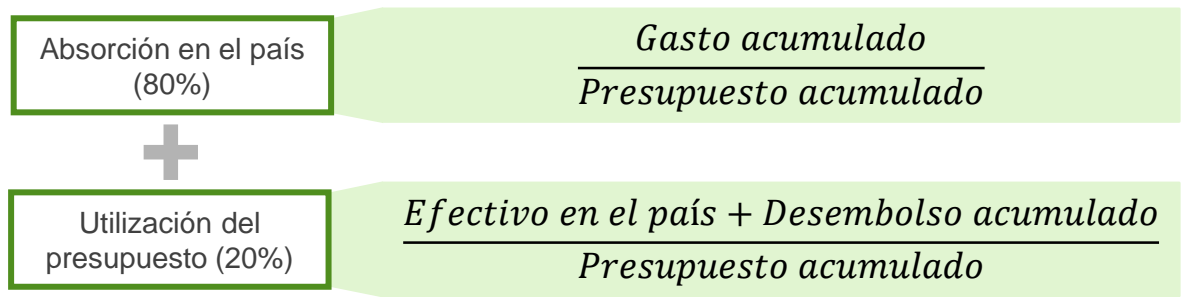 Absorción en el país
(80%)
Gasto acumulado
Presupuesto acumulado
+
Utilización del
presupuesto (20%)
Efectivo en el país + Desembolso acumulado
Presupuesto acumulado